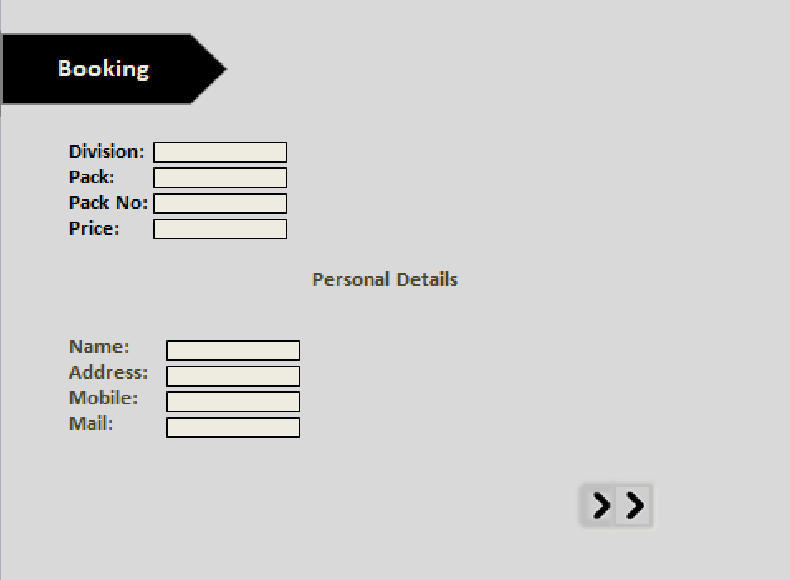 Booking
Division:
Pack:
Pack No:
Price:
Personal Details
Name:
Address:
Mobile:
Mail: